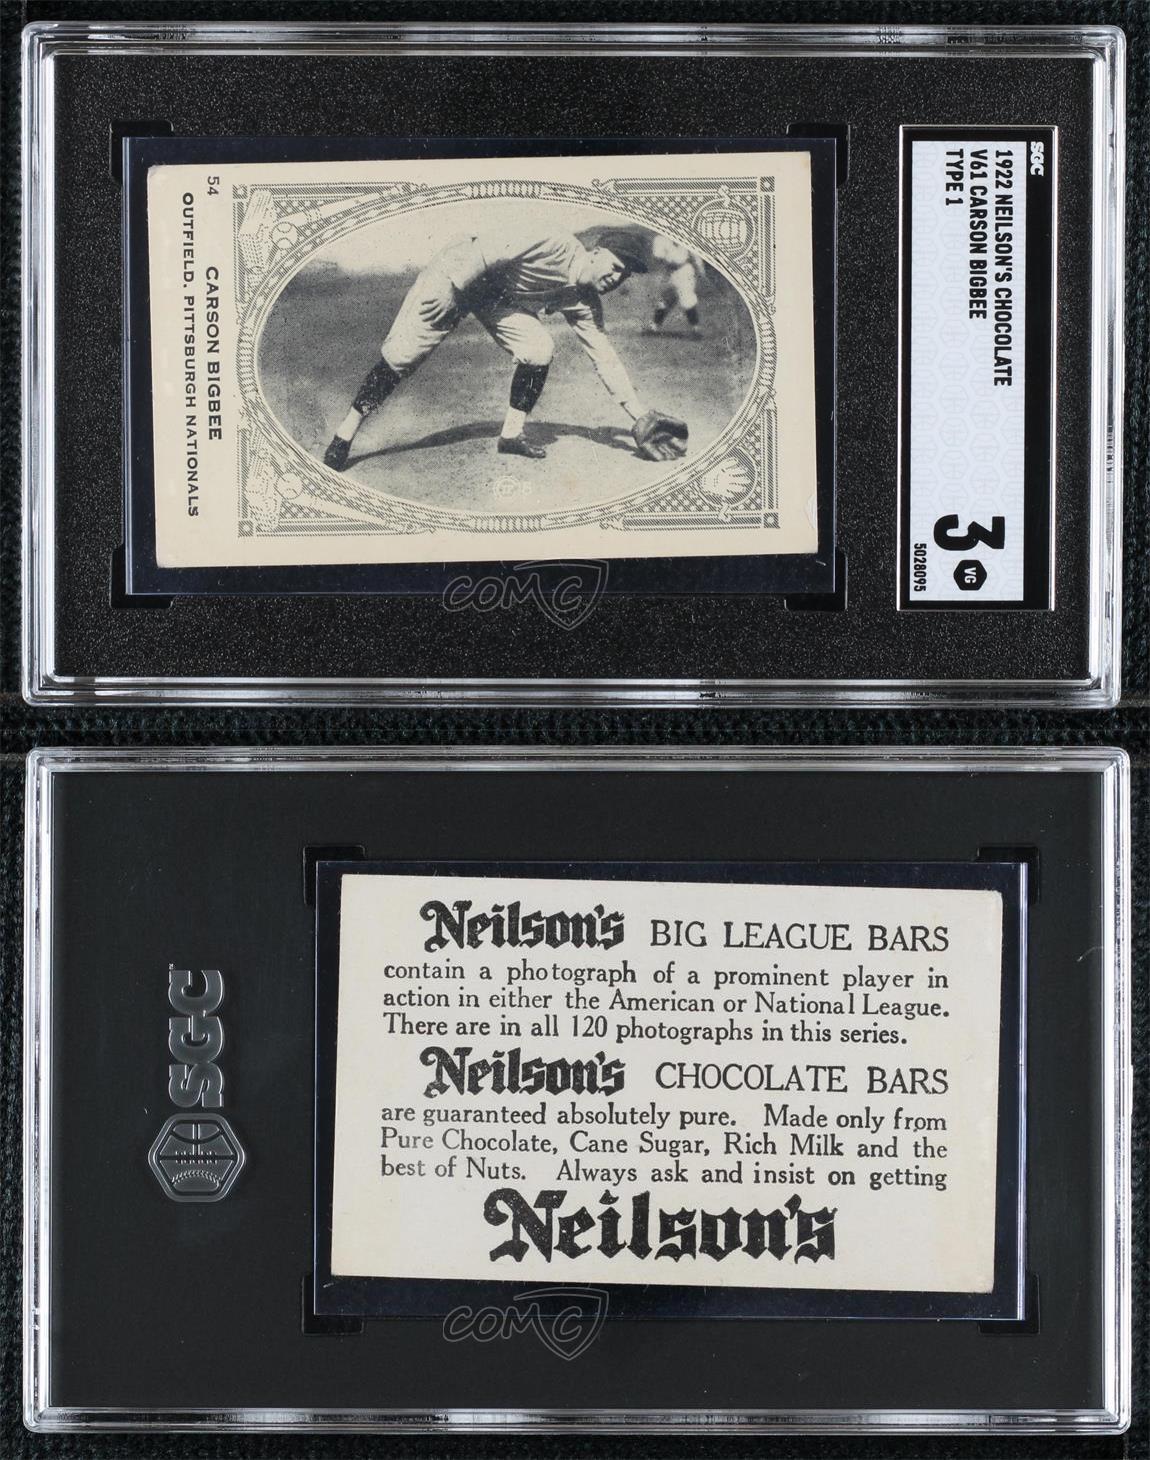 SGC
1922 NEILSON'S CHOCOLATE
V61 CARSON BIGBEE
TYPE 1
3
VG
5028095
54
CARSON BIGBEE
OUTFIELD, PITTSBURGH NATIONALS
COMC
Neilson's BIG LEAGUE BARS
contain a photograph of a prominent player in
action in either the American or National League.
There are in all 120 photographs in this series.
Neilson's CHOCOLATE BARS
are guaranteed absolutely pure. Made only from
Pure Chocolate, Cane Sugar, Rich Milk and the
best of Nuts. Always ask and insist on getting
Neilson's
SGC
COMC